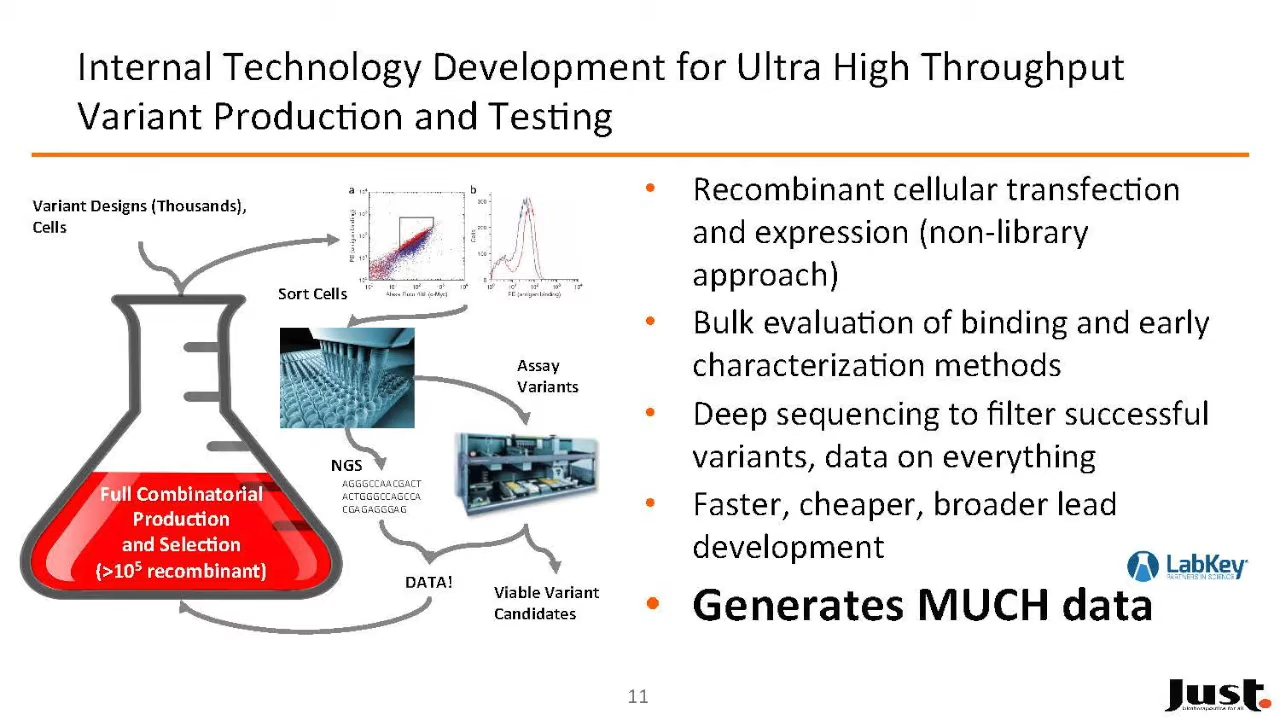 Internal Technology Development for Ultra High Throughput
Variant Production and Testing
Variant Designs (Thousands),
Cells
a
b
Sort Cells
Assay
Variants
NGS
AGGGCCAACGACT
ACTGGGCCAGCCA
CGAGAGGGAG
Full Combinatorial
Production
and Selection
(>10⁵ recombinant)
DATA!
Viable Variant
Candidates
• Recombinant cellular transfection
and expression (non-library
approach)
• Bulk evaluation of binding and early
characterization methods
• Deep sequencing to filter successful
variants, data on everything
• Faster, cheaper, broader lead
development
LabKey
PARTNERS IN SCIENCE
• Generates MUCH data
11
Just.